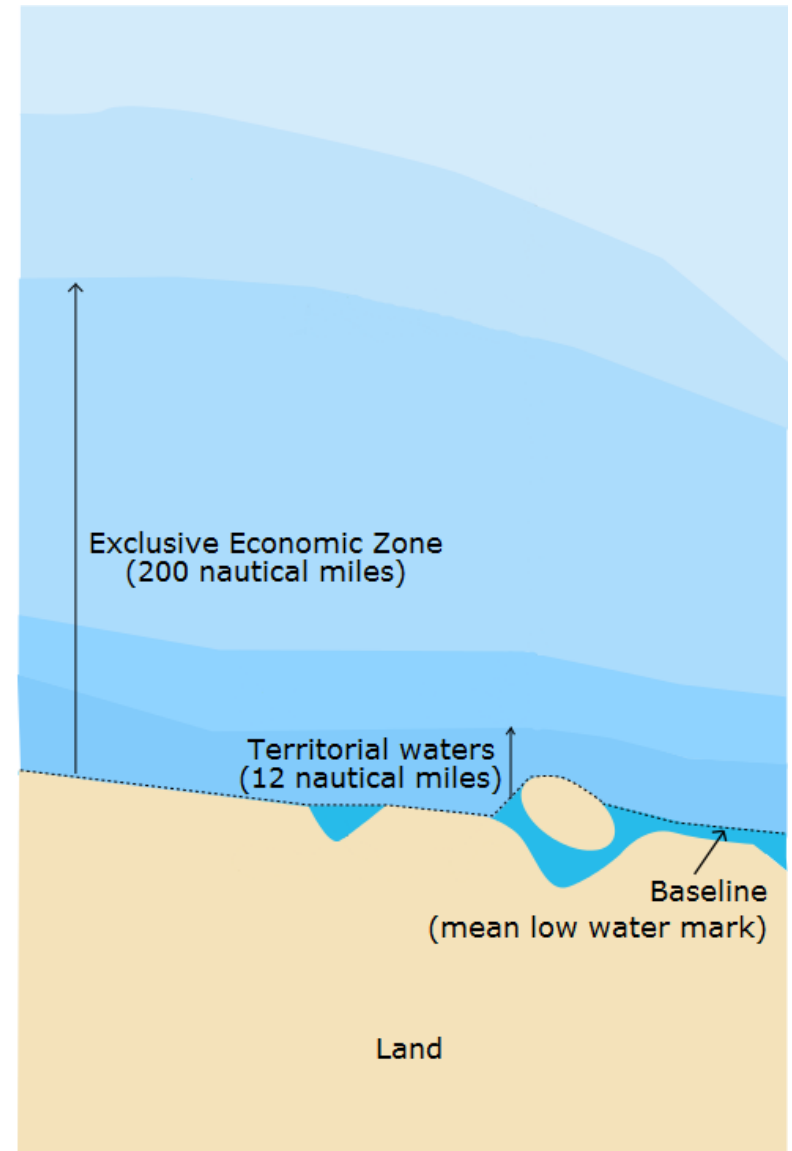 Exclusive Economic Zone
(200 nautical miles)
Territorial waters
(12 nautical miles)
Baseline
(mean low water mark)
Land